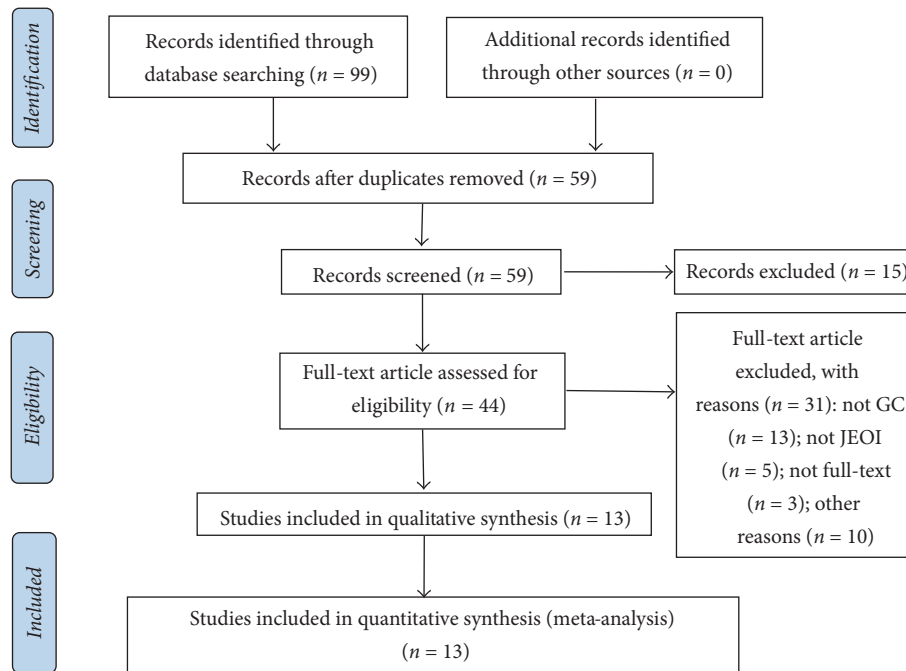 Identification
Records identified through
database searching (n = 99)
Additional records identified
through other sources (n = 0)
Records after duplicates removed (n = 59)
Screening
Records screened (n = 59)
Records excluded (n = 15)
Eligibility
Full-text article assessed for
eligibility (n = 44)
Full-text article
excluded, with
reasons (n = 31): not GC
(n = 13); not JEOI
(n = 5); not full-text
(n = 3); other
reasons (n = 10)
Studies included in qualitative synthesis (n = 13)
Included
Studies included in quantitative synthesis (meta-analysis)
(n = 13)